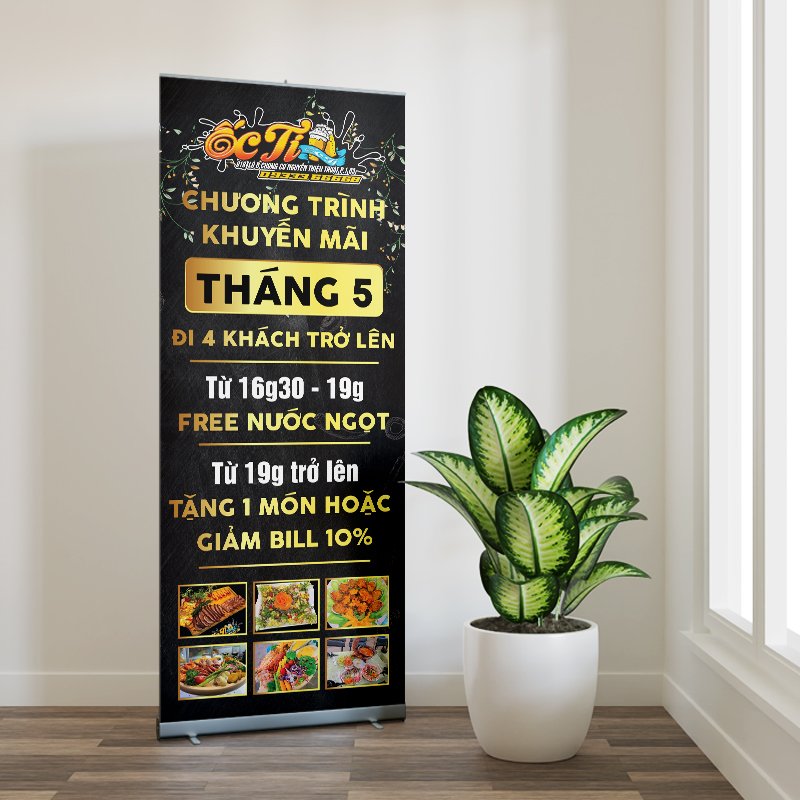 Ốc Ti
CHƯƠNG TRÌNH
KHUYẾN MÃI
THÁNG 5
ĐI 4 KHÁCH TRỞ LÊN
Từ 16g30 - 19g
FREE NƯỚC NGỌT
Từ 19g trở lên
TẶNG 1 MÓN HOẶC
GIẢM BILL 10%